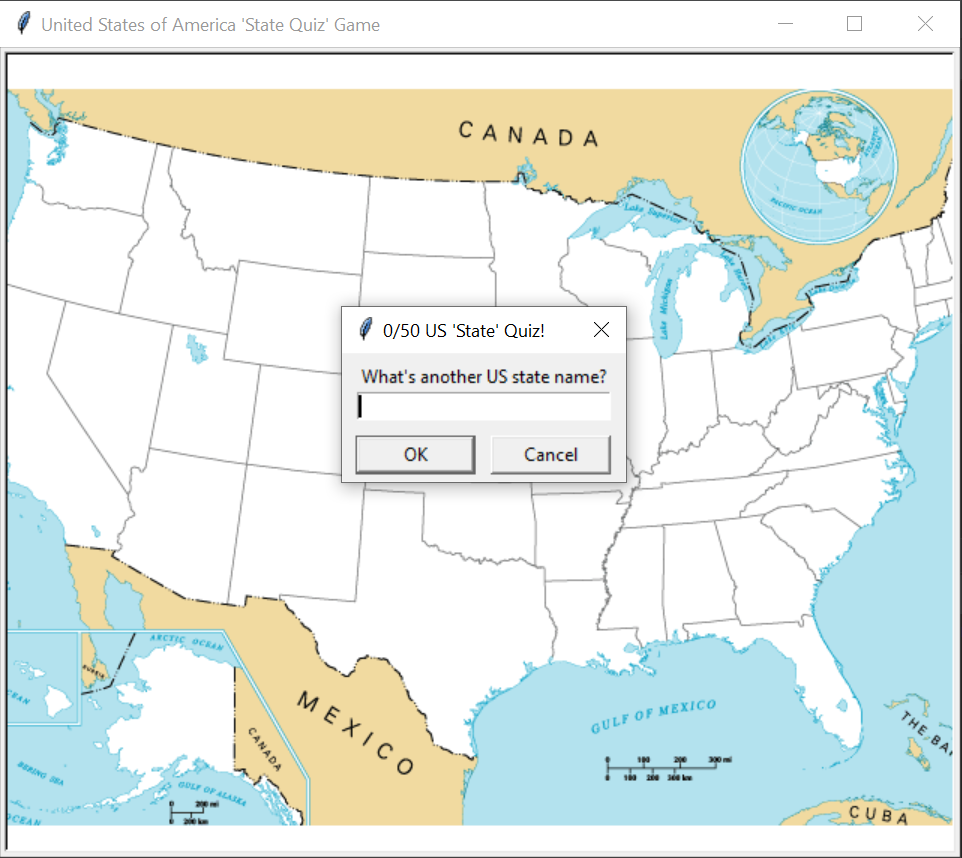 United States of America 'State Quiz' Game
CANADA
PACIFIC OCEAN
Lake Superior
Lake Huron
Lake Michigan
0/50 US 'State' Quiz!
What's another US state name?
OK
Cancel
ARCTIC OCEAN
RUSSIA
CEAN
MEXICO
CANADA
GULF OF MEXICO
THE BA
BERING SEA
GULF OF ALASKA
0 100 200 300 mi
0 100 200 300 km
0 200 mi
0 200 km
OCEAN
CUBA